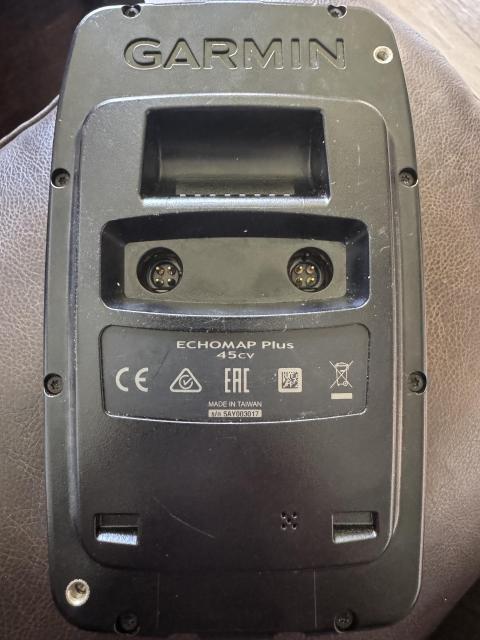 GARMIN
ECHOMAP Plus
45cv
CE EAC
MADE IN TAIWAN
s/n 5AY003017